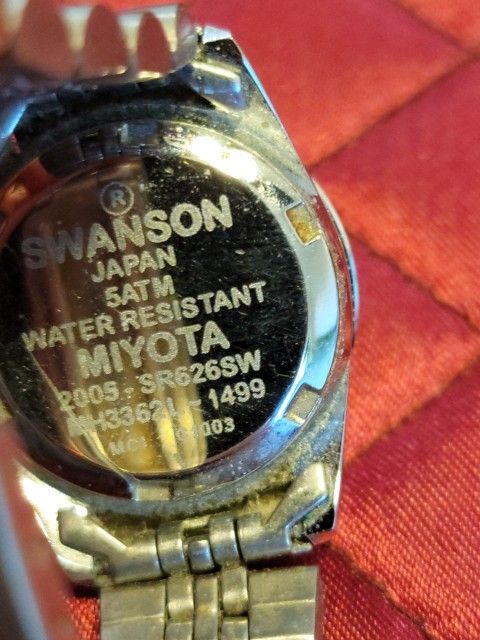 ®
SWANSON
JAPAN
5ATM
WATER RESISTANT
MIYOTA
2005 - SR626SW
- 1499